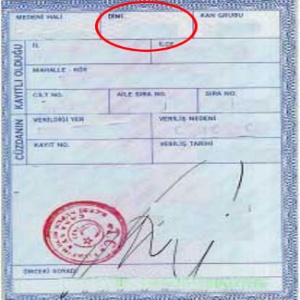 MEDENİ HALİ DİNİ KAN GRUBU
İL İLÇE
MAHALLE - KÖY
CİLT NO. AİLE SIRA NO. SIRA NO.
VERİLDİĞİ YER VERİLİŞ NEDENİ
KAYIT NO. VERİLİŞ TARİHİ
CÜZDANIN KAYITLI OLDUĞU
ÖNCEKİ SOYADI